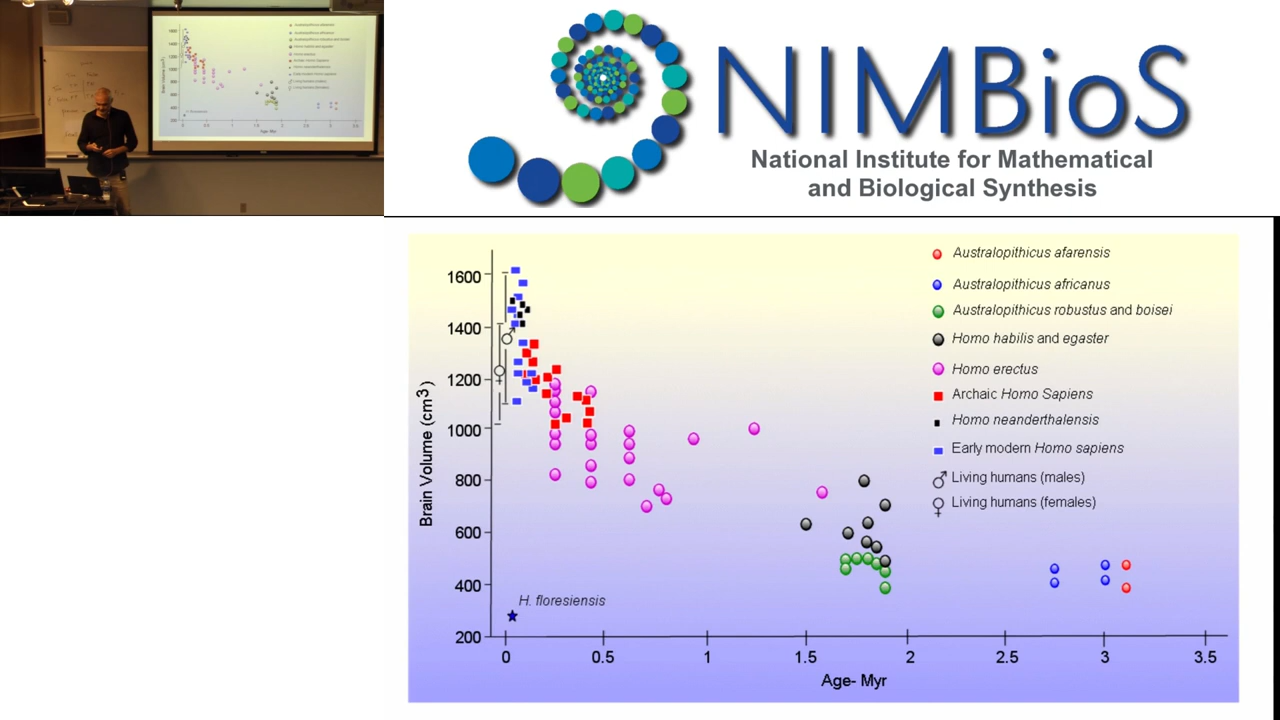 NIMBioS
National Institute for Mathematical
and Biological Synthesis
Australopithicus afarensis
Australopithicus africanus
Australopithicus robustus and boisei
Homo habilis and egaster
Homo erectus
Archaic Homo Sapiens
Homo neanderthalensis
Early modern Homo sapiens
Living humans (males)
Living humans (females)
Brain Volume (cm3)
1600
1400
1200
1000
800
600
400
200
H. floresiensis
0 0.5 1 1.5 2 2.5 3 3.5
Age- Myr